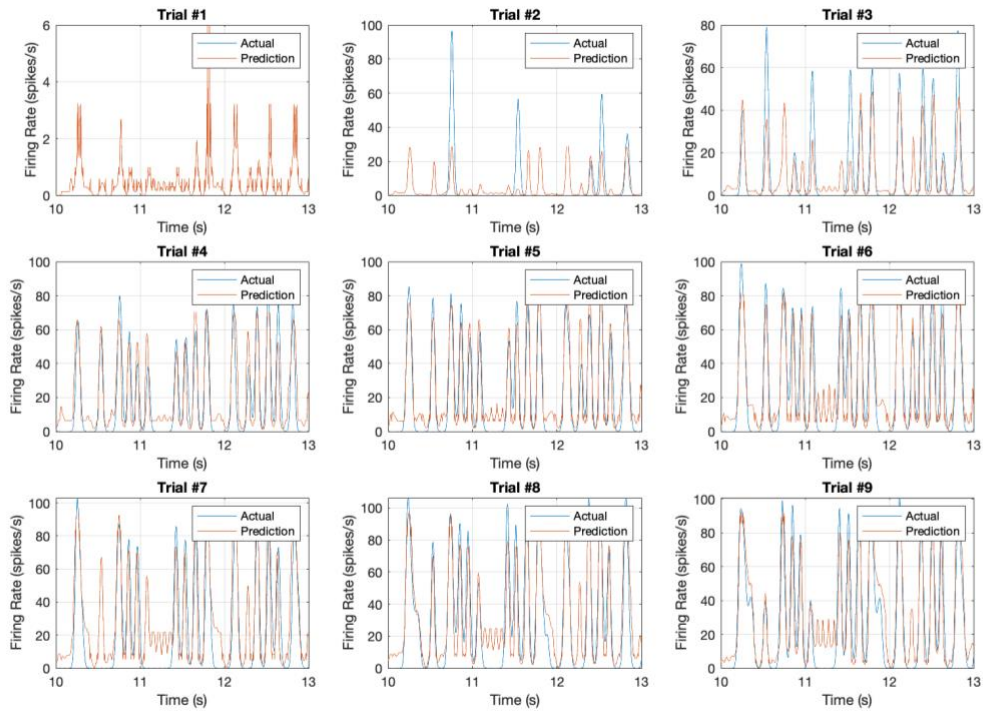 Trial #1
Firing Rate (spikes/s)
6
4
2
0
Actual
Prediction
10 11 12 13
Time (s)
Trial #2
Firing Rate (spikes/s)
100
80
60
40
20
0
Actual
Prediction
10 11 12 13
Time (s)
Trial #3
Firing Rate (spikes/s)
80
60
40
20
0
Actual
Prediction
10 11 12 13
Time (s)
Trial #4
Firing Rate (spikes/s)
100
80
60
40
20
0
Actual
Prediction
10 11 12 13
Time (s)
Trial #5
Firing Rate (spikes/s)
100
80
60
40
20
0
Actual
Prediction
10 11 12 13
Time (s)
Trial #6
Firing Rate (spikes/s)
100
80
60
40
20
0
Actual
Prediction
10 11 12 13
Time (s)
Trial #7
Firing Rate (spikes/s)
100
80
60
40
20
0
Actual
Prediction
10 11 12 13
Time (s)
Trial #8
Firing Rate (spikes/s)
100
80
60
40
20
0
Actual
Prediction
10 11 12 13
Time (s)
Trial #9
Firing Rate (spikes/s)
100
80
60
40
20
0
Actual
Prediction
10 11 12 13
Time (s)